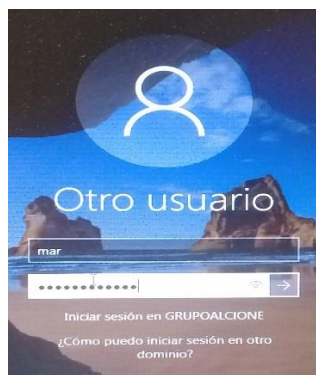 Otro usuario
mar
•••••••••••••
Iniciar sesión en GRUPOALCIONE
¿Cómo puedo iniciar sesión en otro
dominio?